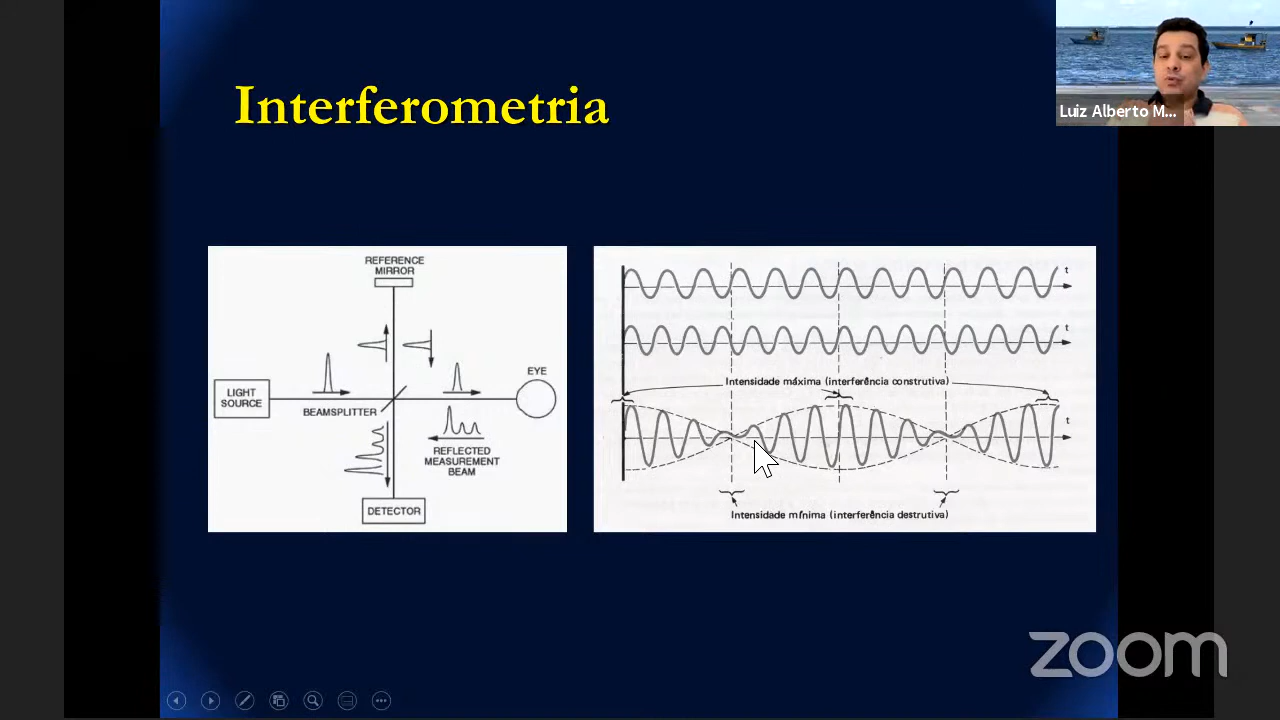 Interferometria
Luiz Alberto M...
REFERENCE
MIRROR
LIGHT
SOURCE
BEAMSPLITTER
EYE
REFLECTED
MEASUREMENT
BEAM
DETECTOR
t
t
Intensidade máxima (interferência construtiva)
t
Intensidade mínima (interferência destrutiva)
zoom